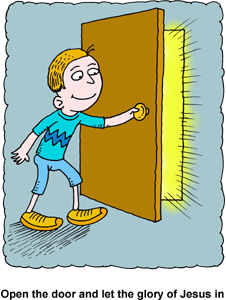 Open the door and let the glory of Jesus in